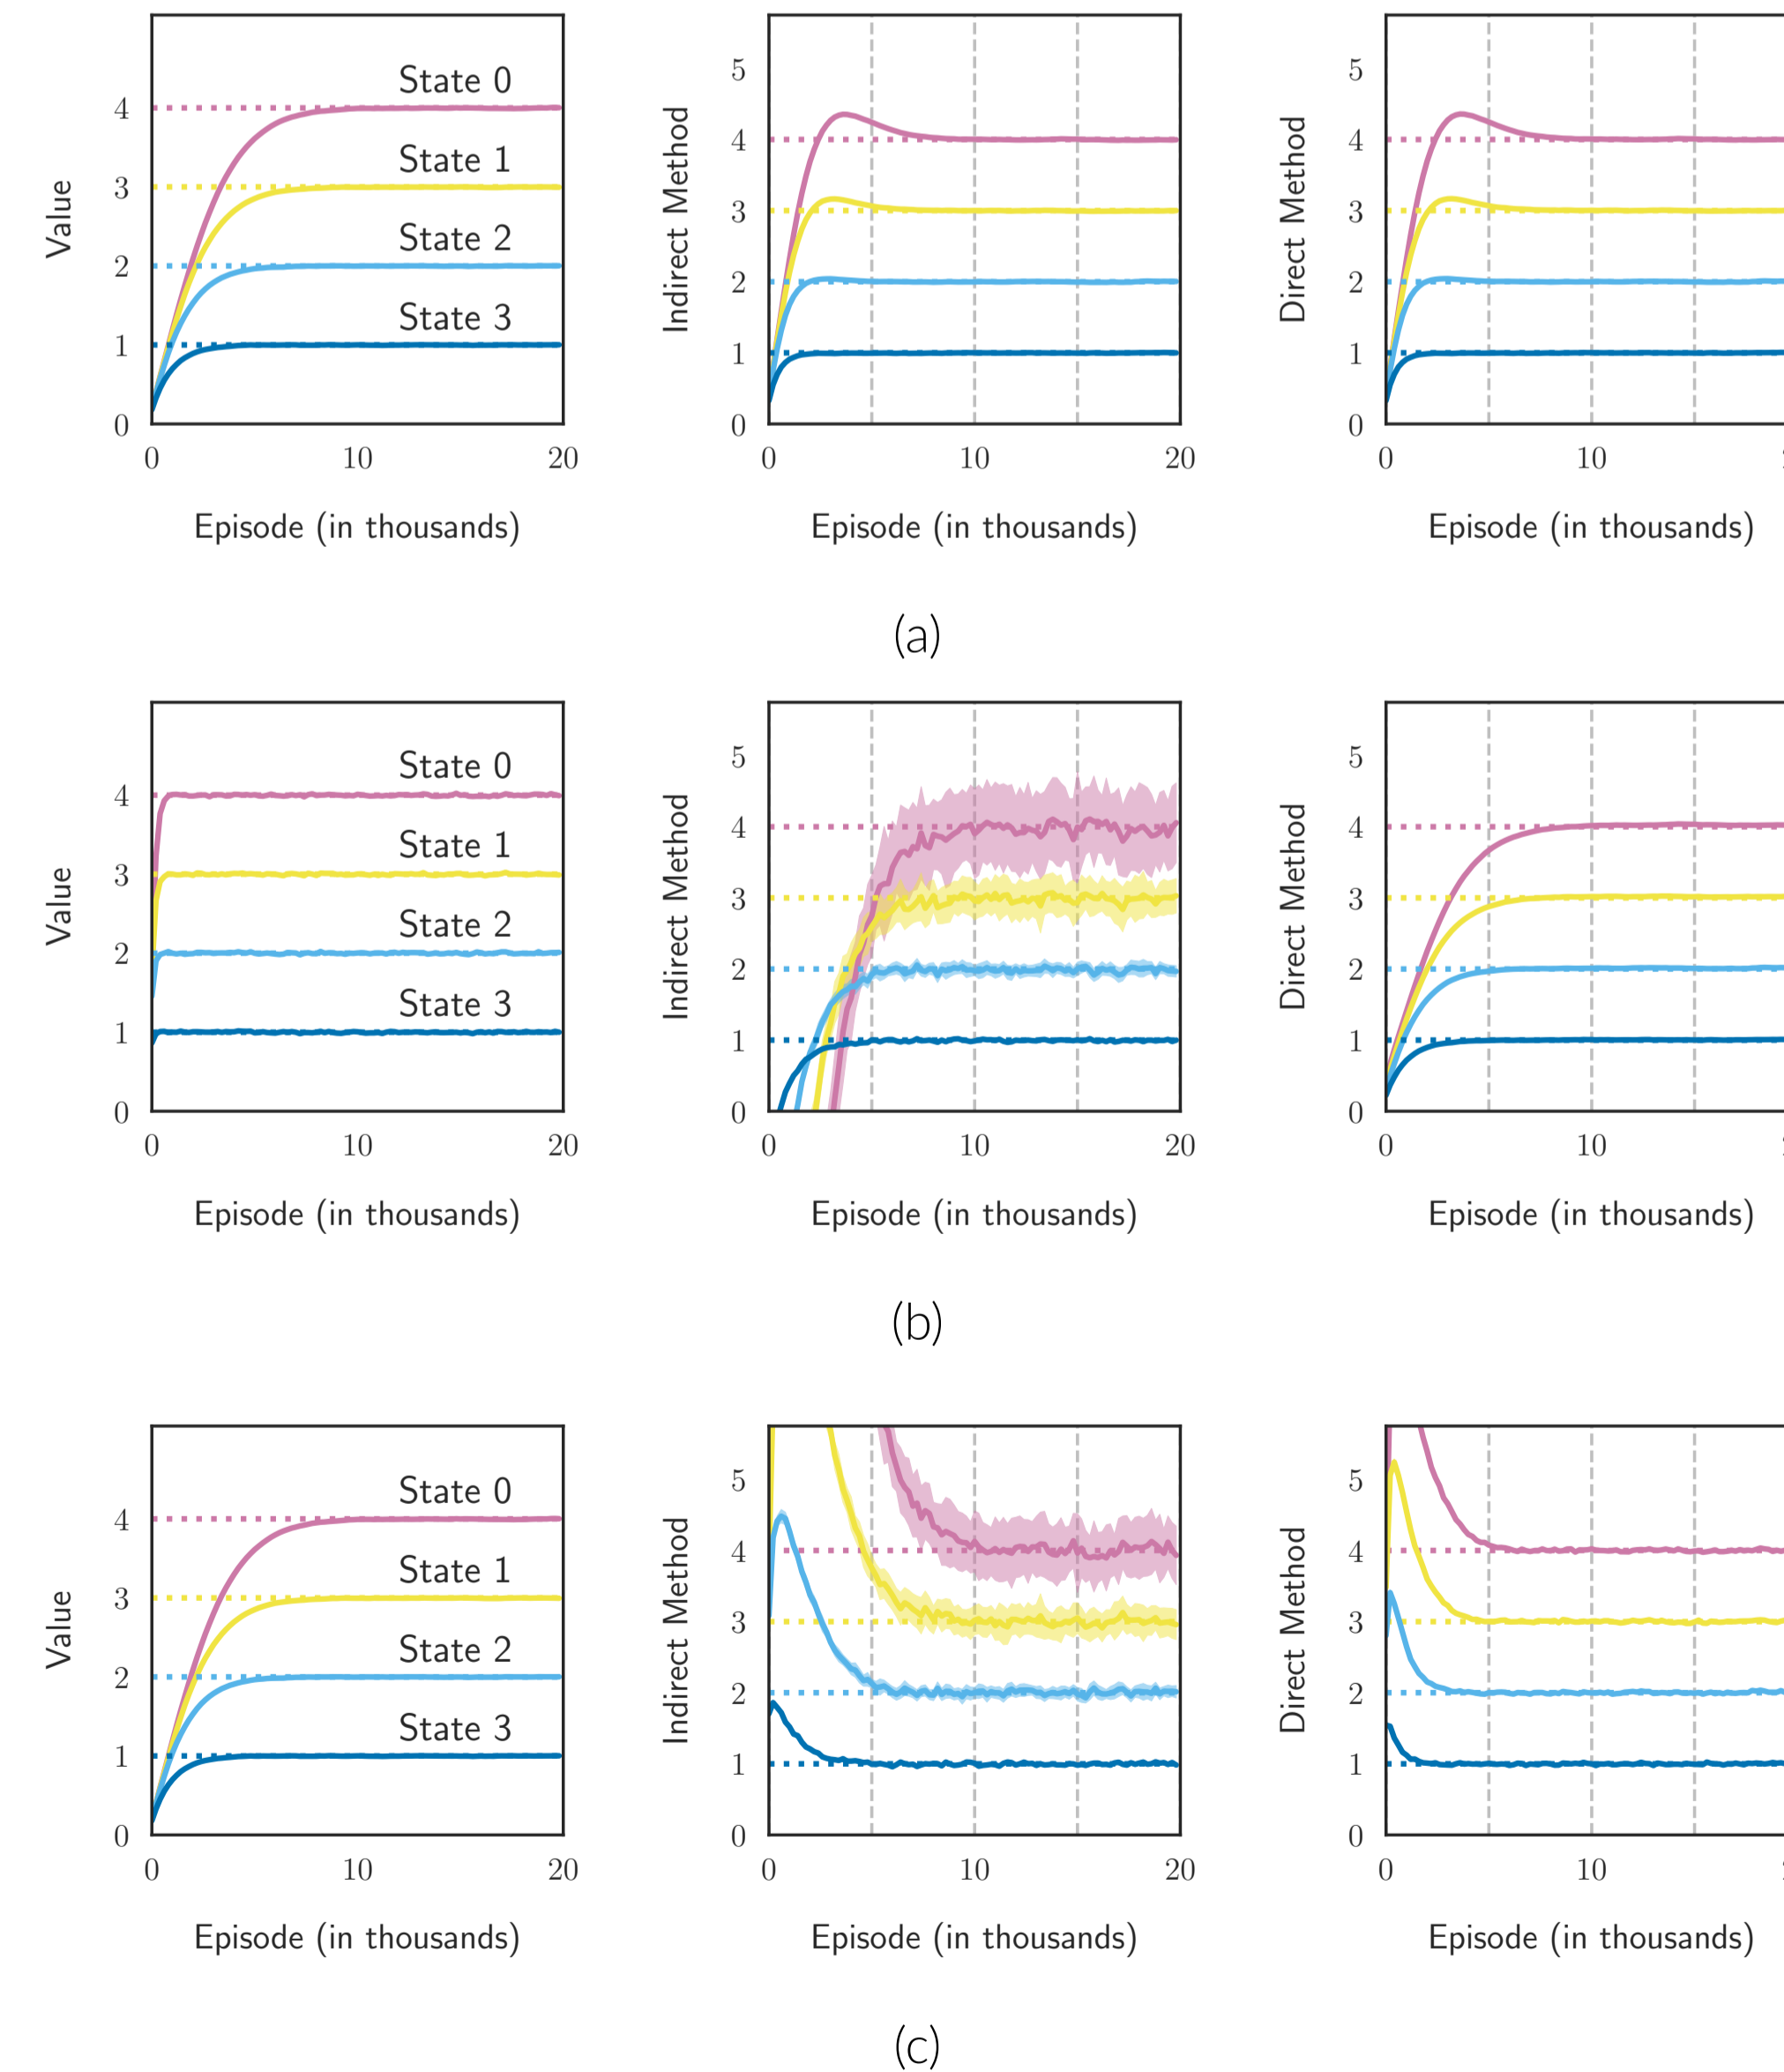 Value
0
1
2
3
4
State 0
State 1
State 2
State 3
0 10 20
Episode (in thousands)
Indirect Method
0
1
2
3
4
5
0 10 20
Episode (in thousands)
Direct Method
0
1
2
3
4
5
0 10
Episode (in thousands)
(a)
Value
0
1
2
3
4
State 0
State 1
State 2
State 3
0 10 20
Episode (in thousands)
Indirect Method
0
1
2
3
4
5
0 10 20
Episode (in thousands)
Direct Method
0
1
2
3
4
5
0 10
Episode (in thousands)
(b)
Value
0
1
2
3
4
State 0
State 1
State 2
State 3
0 10 20
Episode (in thousands)
Indirect Method
0
1
2
3
4
5
0 10 20
Episode (in thousands)
Direct Method
0
1
2
3
4
5
0 10
Episode (in thousands)
(c)